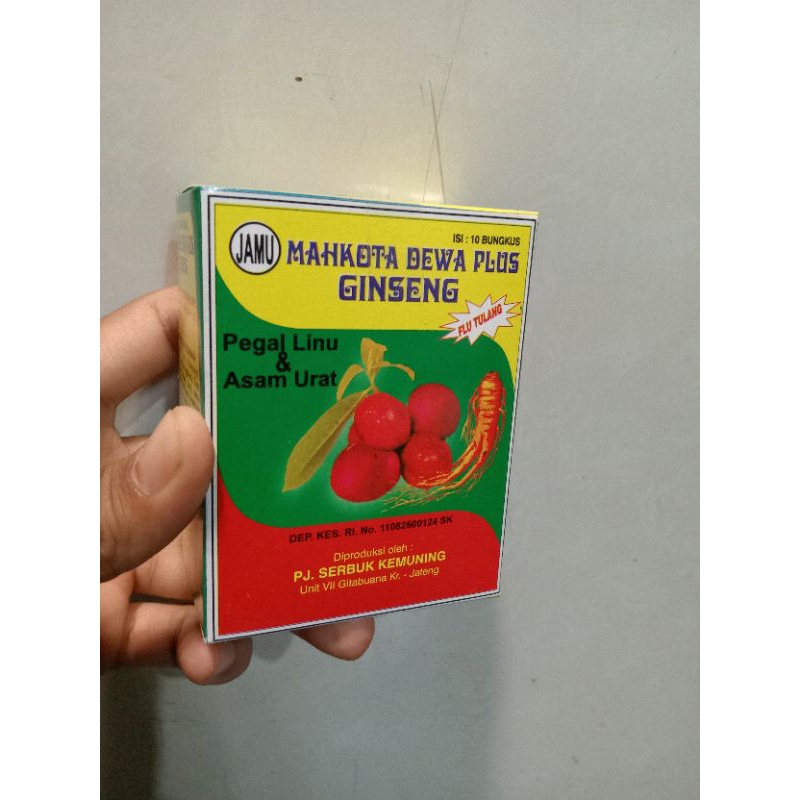 ISI : 10 BUNGKUS
JAMU
MAHKOTA DEWA PLUS
GINSENG
FLU TULANG
Pegal Linu
&
Asam Urat
DEP. KES. RI. No. 11082600124 SK
Diproduksi oleh :
PJ. SERBUK KEMUNING
Unit VII Gitabuana Kr. - Jateng